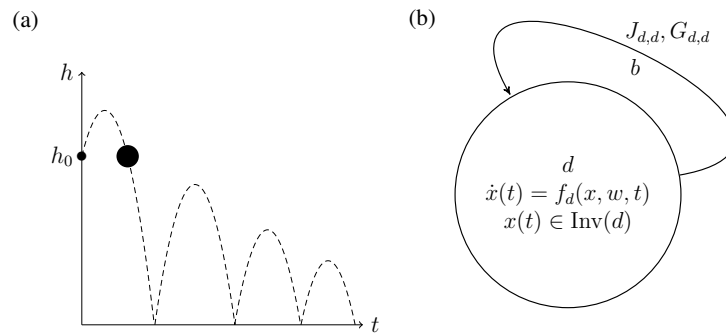 (a)
h
h₀
t
(b)
J_{d,d}, G_{d,d}
b
d
ẋ(t) = f_d(x, w, t)
x(t) ∈ Inv(d)